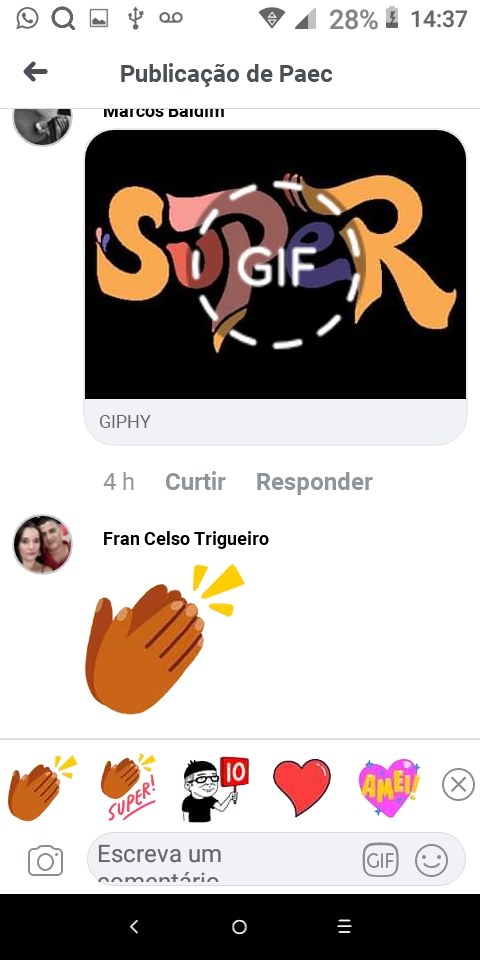 28% 14:37
Publicação de Paec
Marcos Baldim
SUPER
GIF
GIPHY
4 h Curtir Responder
Fran Celso Trigueiro
SUPER!
10
AMEI!
Escreva um
comentário
GIF